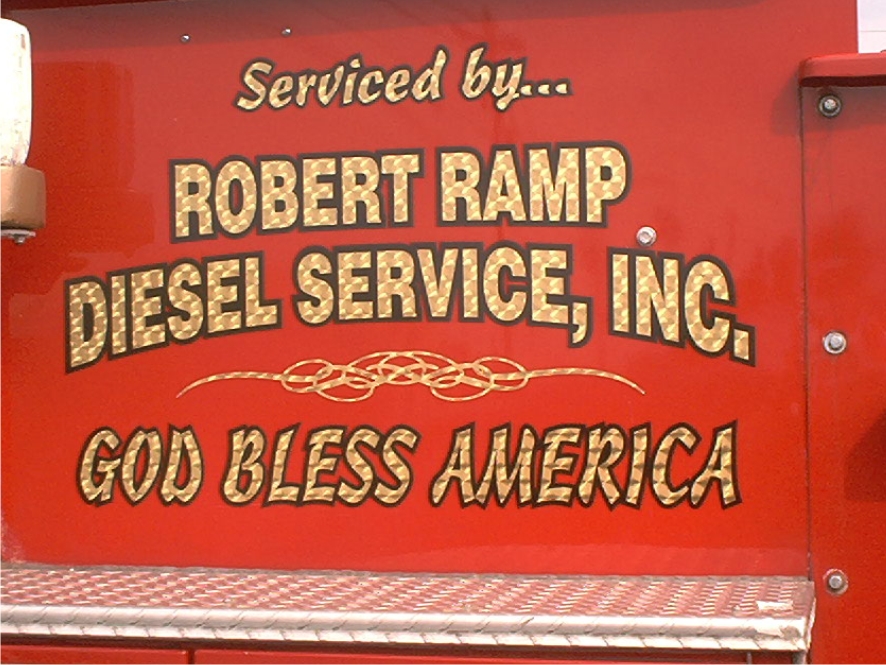 Serviced by...
ROBERT RAMP
DIESEL SERVICE, INC.
GOD BLESS AMERICA